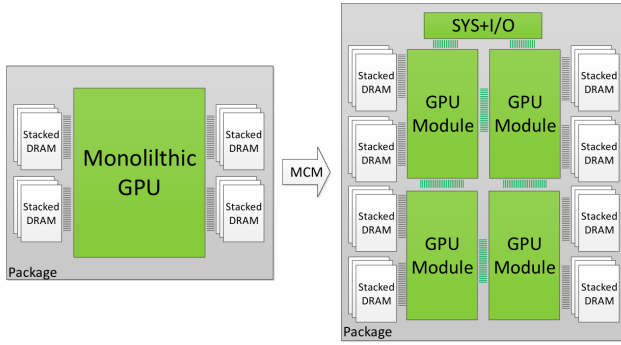 Stacked
DRAM
Stacked
DRAM
Monolilthic
GPU
Stacked
DRAM
Stacked
DRAM
Package
MCM
SYS+I/O
Stacked
DRAM
Stacked
DRAM
Stacked
DRAM
Stacked
DRAM
GPU
Module
GPU
Module
GPU
Module
GPU
Module
Stacked
DRAM
Stacked
DRAM
Stacked
DRAM
Stacked
DRAM
Package